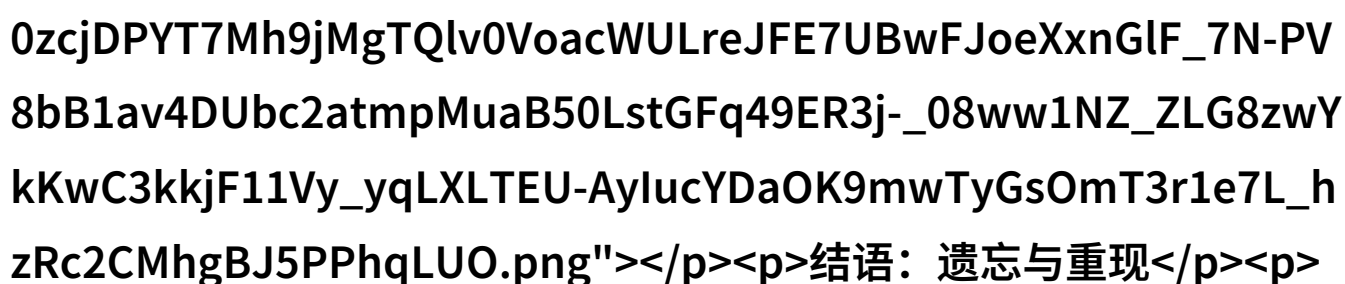 0zcjDPYT7Mh9jMgTQlv0VoacWULreJFE7UBwFJoeXxnGlF_7N-PV
8bB1av4DUbc2atmpMuaB50LstGFq49ER3j-_08ww1NZ_ZLG8zwY
kKwC3kkjF11Vy_yqLXLTEU-AyIucYDaOK9mwTyGsOmT3r1e7L_h
zRc2CMhgBJ5PPhqLUO.png"></p><p>结语：遗忘与重现</p><p>